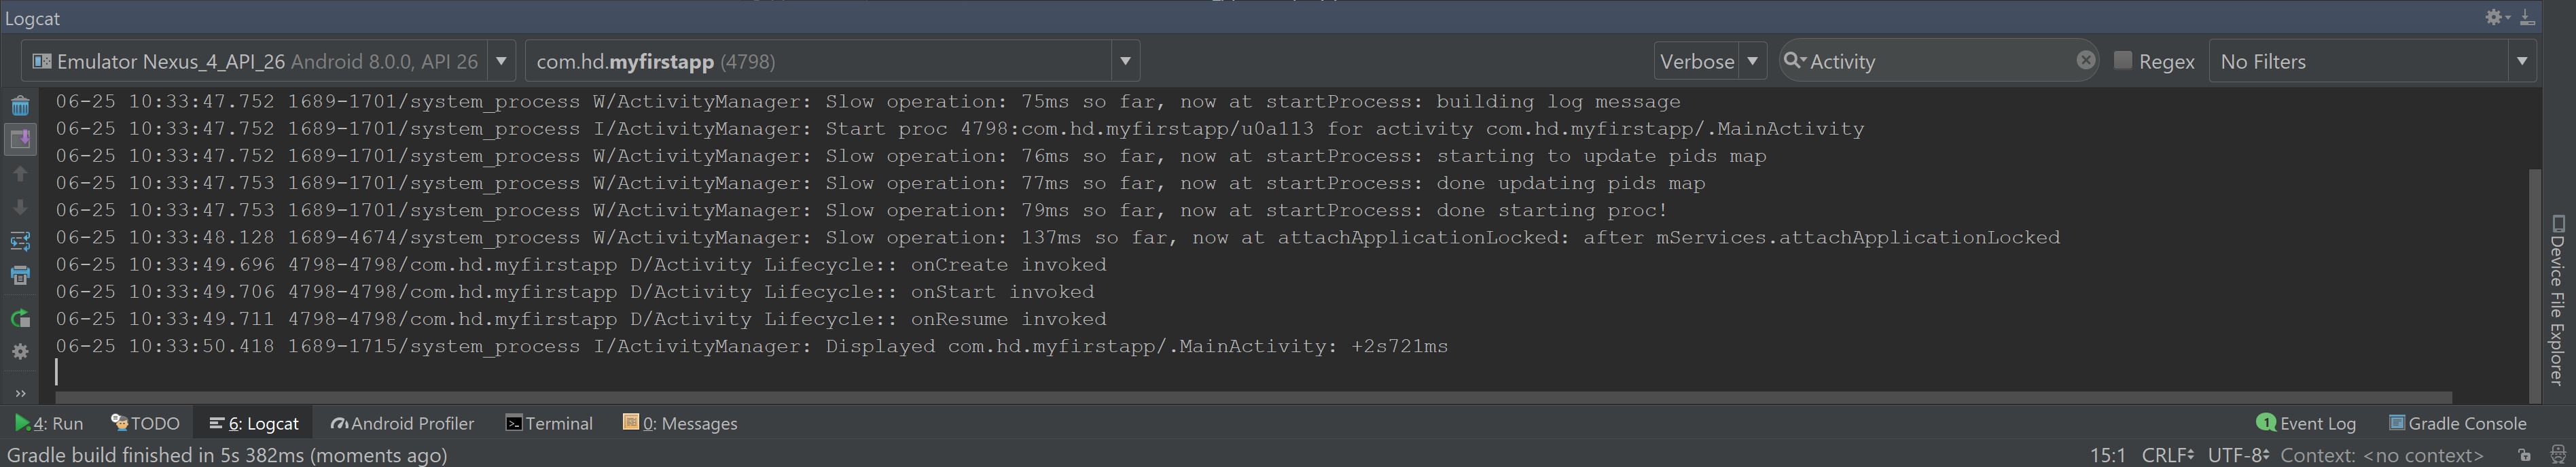 Logcat
Emulator Nexus_4_API_26 Android 8.0.0, API 26 com.hd.myfirstapp (4798) Verbose Activity Regex No Filters
06-25 10:33:47.752 1689-1701/system_process W/ActivityManager: Slow operation: 75ms so far, now at startProcess: building log message
06-25 10:33:47.752 1689-1701/system_process I/ActivityManager: Start proc 4798:com.hd.myfirstapp/u0a113 for activity com.hd.myfirstapp/.MainActivity
06-25 10:33:47.752 1689-1701/system_process W/ActivityManager: Slow operation: 76ms so far, now at startProcess: starting to update pids map
06-25 10:33:47.753 1689-1701/system_process W/ActivityManager: Slow operation: 77ms so far, now at startProcess: done updating pids map
06-25 10:33:47.753 1689-1701/system_process W/ActivityManager: Slow operation: 79ms so far, now at startProcess: done starting proc!
06-25 10:33:48.128 1689-4674/system_process W/ActivityManager: Slow operation: 137ms so far, now at attachApplicationLocked: after mServices.attachApplicationLocked
06-25 10:33:49.696 4798-4798/com.hd.myfirstapp D/Activity Lifecycle:: onCreate invoked
06-25 10:33:49.706 4798-4798/com.hd.myfirstapp D/Activity Lifecycle:: onStart invoked
06-25 10:33:49.711 4798-4798/com.hd.myfirstapp D/Activity Lifecycle:: onResume invoked
06-25 10:33:50.418 1689-1715/system_process I/ActivityManager: Displayed com.hd.myfirstapp/.MainActivity: +2s721ms
Device File Explorer
4: Run TODO 6: Logcat Android Profiler Terminal 0: Messages 1 Event Log Gradle Console
Gradle build finished in 5s 382ms (moments ago) 15:1 CRLF UTF-8 Context: <no context>